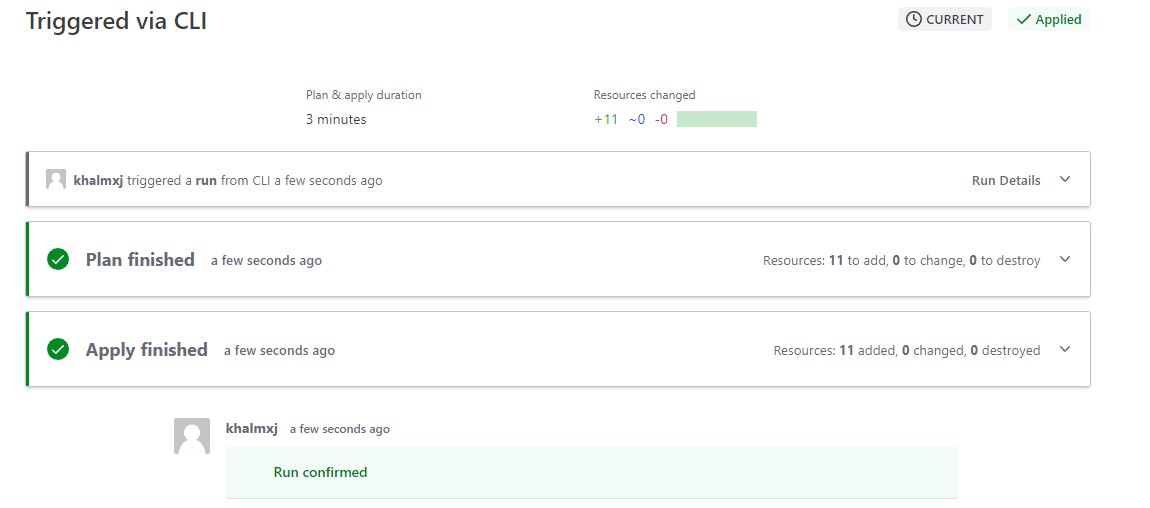 Triggered via CLI
CURRENT
Applied
Plan & apply duration
Resources changed
3 minutes
+11 ~0 -0
khalmxj triggered a run from CLI a few seconds ago
Run Details
Plan finished a few seconds ago
Resources: 11 to add, 0 to change, 0 to destroy
Apply finished a few seconds ago
Resources: 11 added, 0 changed, 0 destroyed
khalmxj a few seconds ago
Run confirmed